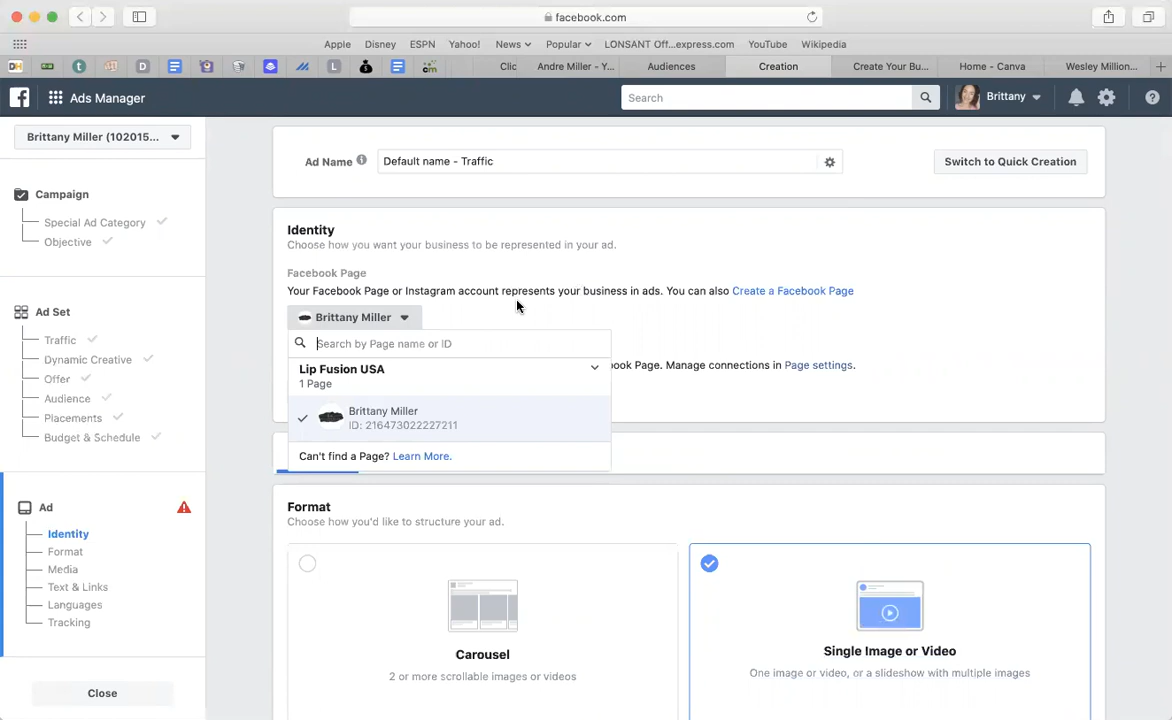 facebook.com
Apple Disney ESPN Yahoo! News Popular LONSANT Off...express.com YouTube Wikipedia
Clic Andre Miller - Y... Audiences Creation Create Your Bu... Home - Canva Wesley Million...
Ads Manager Search Brittany
Brittany Miller (102015...
Ad Name Default name - Traffic Switch to Quick Creation
Campaign
Special Ad Category
Objective
Ad Set
Traffic
Dynamic Creative
Offer
Audience
Placements
Budget & Schedule
Ad
Identity
Format
Media
Text & Links
Languages
Tracking
Close
Identity
Choose how you want your business to be represented in your ad.
Facebook Page
Your Facebook Page or Instagram account represents your business in ads. You can also Create a Facebook Page
Brittany Miller
Search by Page name or ID
Lip Fusion USA
1 Page
book Page. Manage connections in Page settings.
Brittany Miller
ID: 216473022227211
Can't find a Page? Learn More.
Format
Choose how you'd like to structure your ad.
Carousel
2 or more scrollable images or videos
Single Image or Video
One image or video, or a slideshow with multiple images